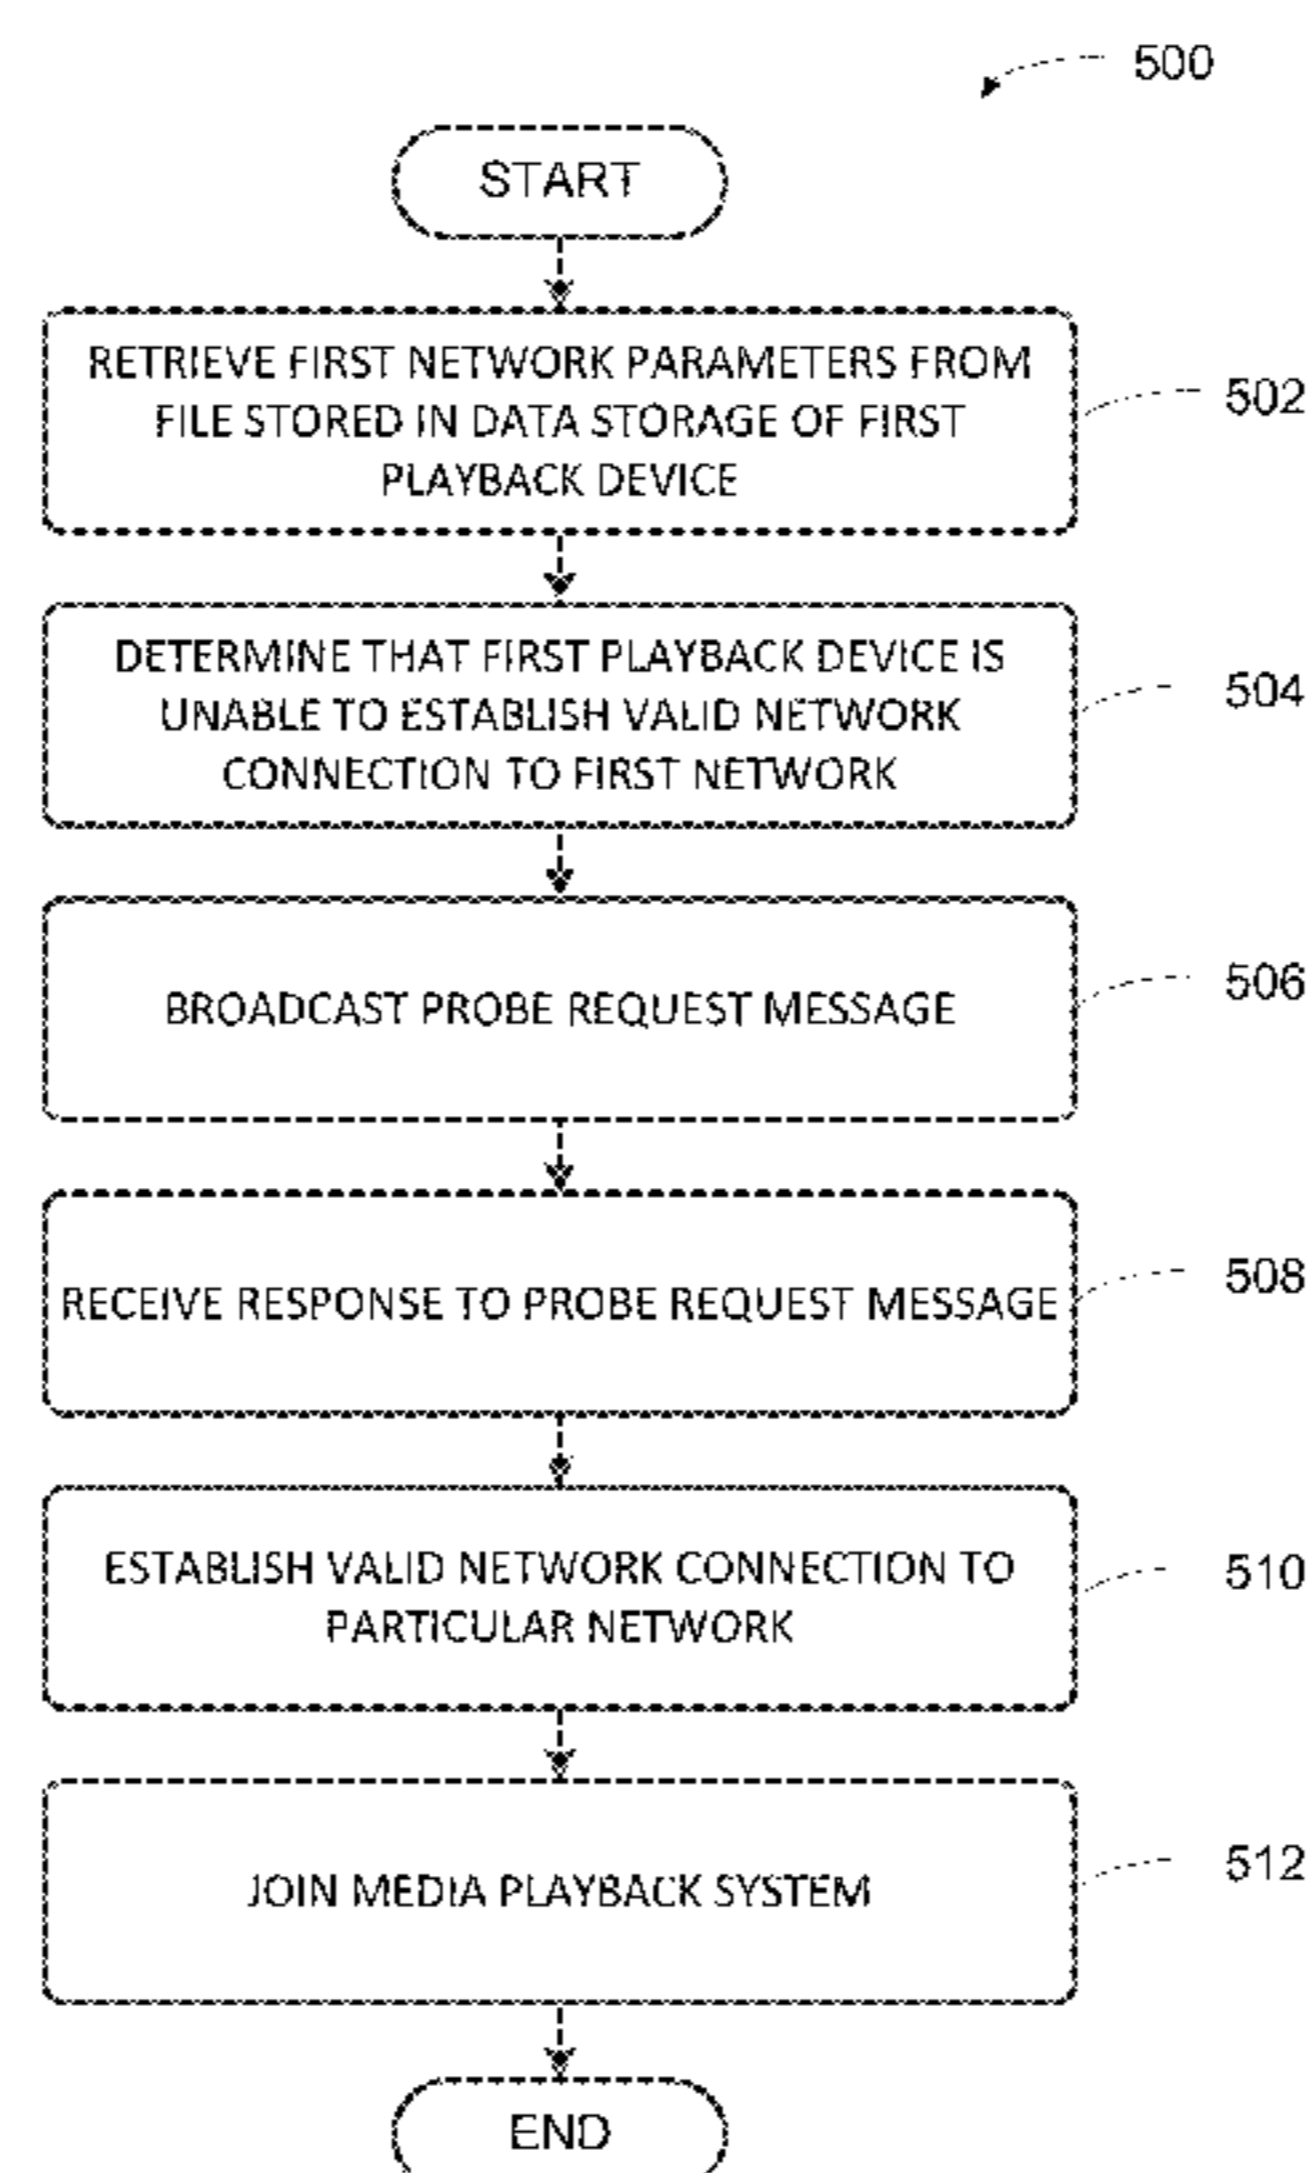 500
START
RETRIEVE FIRST NETWORK PARAMETERS FROM
FILE STORED IN DATA STORAGE OF FIRST
PLAYBACK DEVICE
502
DETERMINE THAT FIRST PLAYBACK DEVICE IS
UNABLE TO ESTABLISH VALID NETWORK
CONNECTION TO FIRST NETWORK
504
BROADCAST PROBE REQUEST MESSAGE
506
RECEIVE RESPONSE TO PROBE REQUEST MESSAGE
508
ESTABLISH VALID NETWORK CONNECTION TO
PARTICULAR NETWORK
510
JOIN MEDIA PLAYBACK SYSTEM
512
END